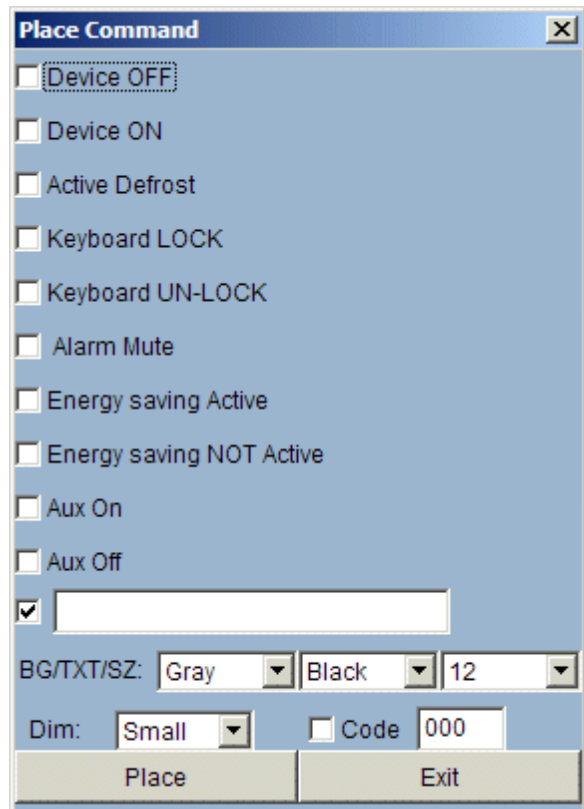 Place Command
Device OFF
Device ON
Active Defrost
Keyboard LOCK
Keyboard UN-LOCK
Alarm Mute
Energy saving Active
Energy saving NOT Active
Aux On
Aux Off
BG/TXT/SZ: Gray Black 12
Dim: Small Code 000
Place Exit